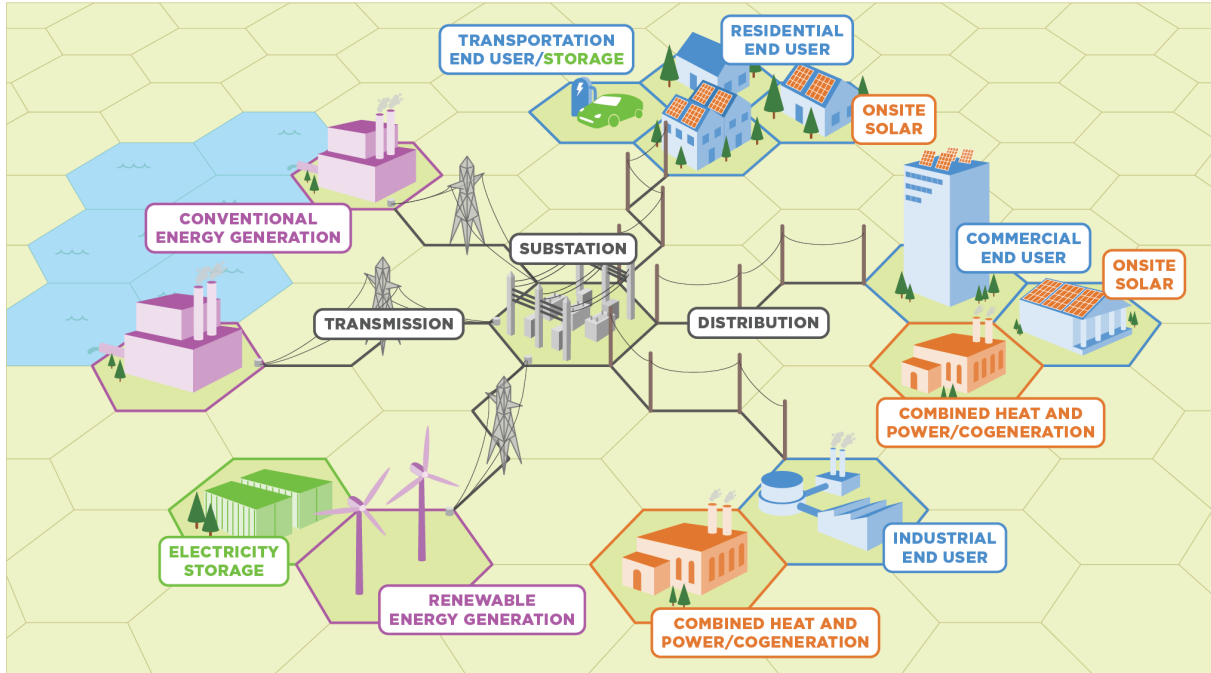 TRANSPORTATION
END USER/STORAGE
RESIDENTIAL
END USER
ONSITE
SOLAR
CONVENTIONAL
ENERGY GENERATION
SUBSTATION
COMMERCIAL
END USER
ONSITE
SOLAR
TRANSMISSION
DISTRIBUTION
COMBINED HEAT AND
POWER/COGENERATION
ELECTRICITY
STORAGE
INDUSTRIAL
END USER
RENEWABLE
ENERGY GENERATION
COMBINED HEAT AND
POWER/COGENERATION